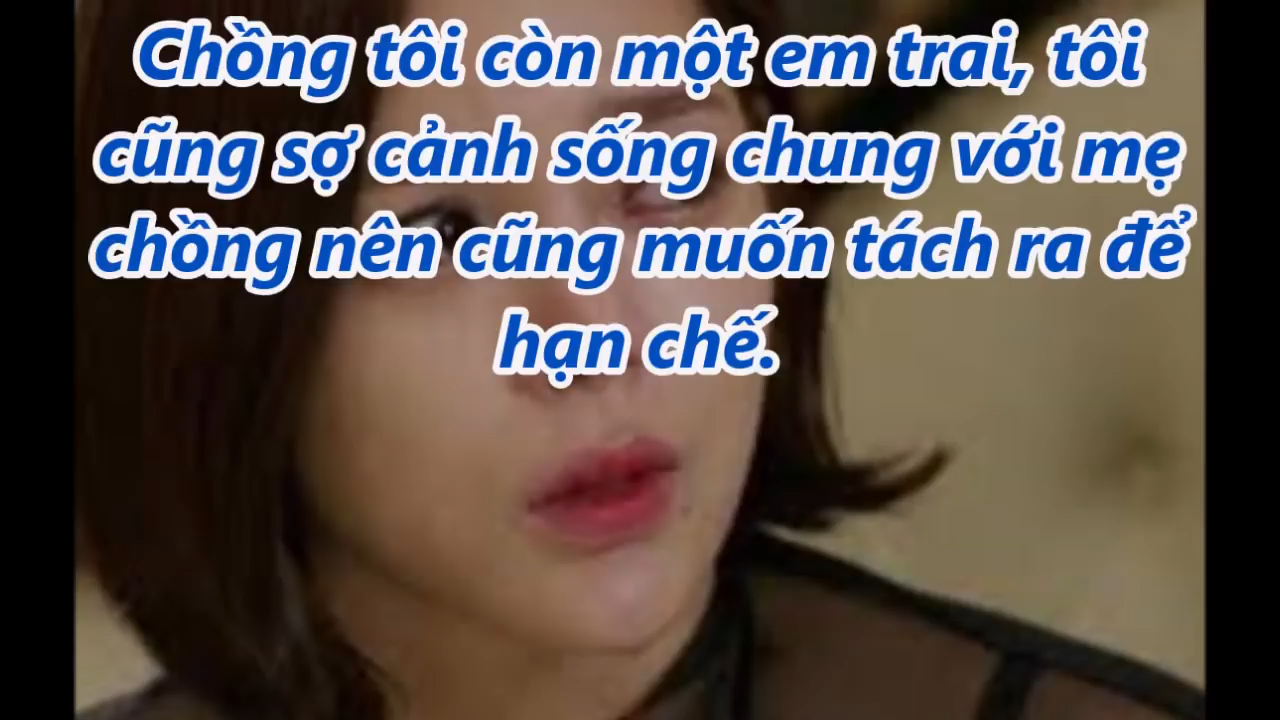 Chồng tôi còn một em trai, tôi
cũng sợ cảnh sống chung với mẹ
chồng nên cũng muốn tách ra để
hạn chế.